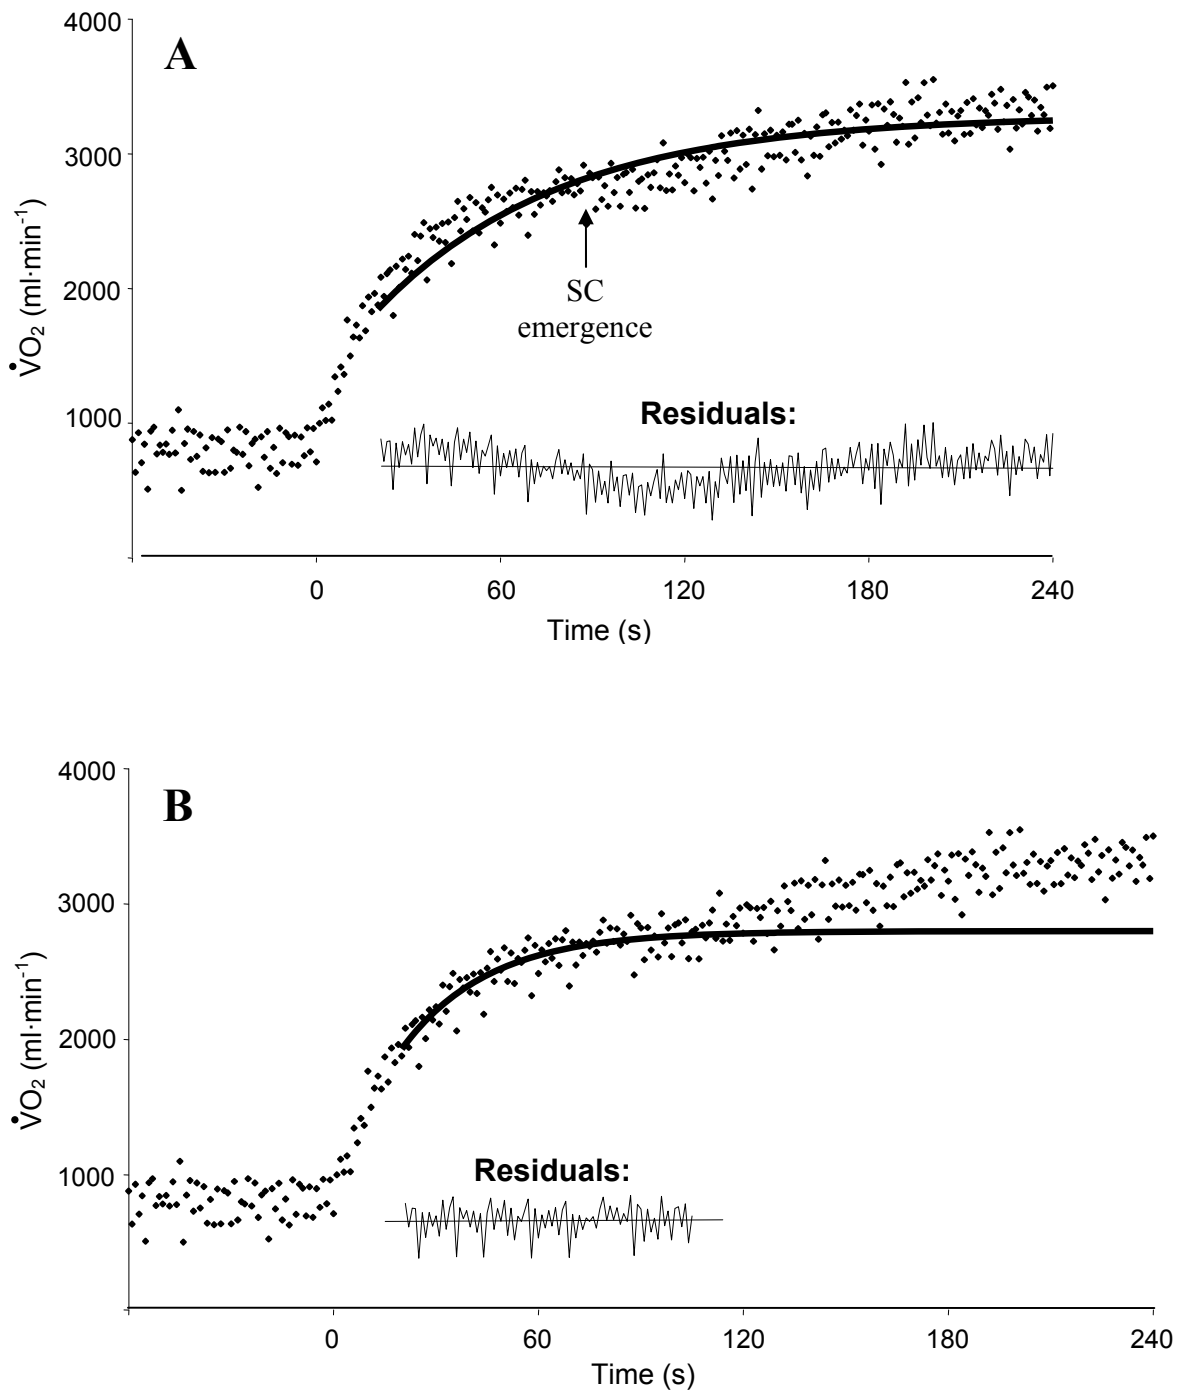 A
4000
3000
2000
1000
V̇O₂ (ml·min⁻¹)
SC
emergence
Residuals:
0 60 120 180 240
Time (s)
B
4000
3000
2000
1000
V̇O₂ (ml·min⁻¹)
Residuals:
0 60 120 180 240
Time (s)